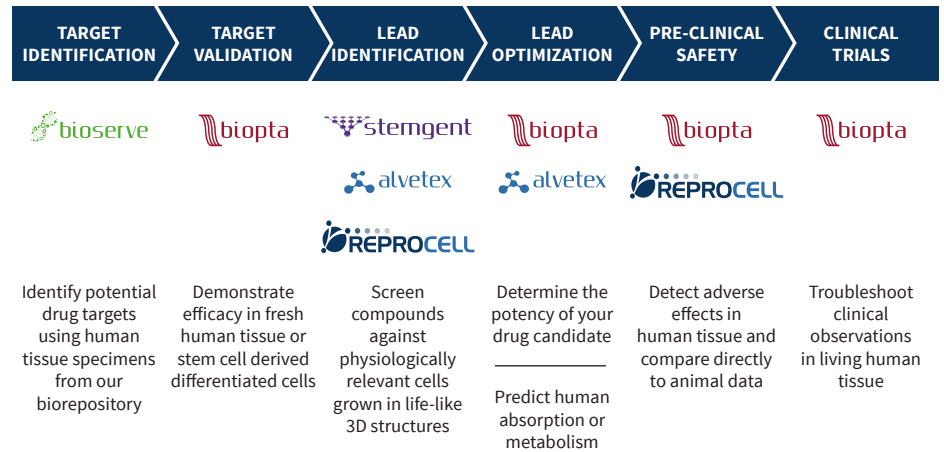 TARGET
IDENTIFICATION
TARGET
VALIDATION
LEAD
IDENTIFICATION
LEAD
OPTIMIZATION
PRE-CLINICAL
SAFETY
CLINICAL
TRIALS
bioserve
biopta
stemgent
biopta
biopta
biopta
alvetex
alvetex
REPROCELL
REPROCELL
Identify potential
drug targets
using human
tissue specimens
from our
biorepository
Demonstrate
efficacy in fresh
human tissue or
stem cell derived
differentiated cells
Screen
compounds
against
physiologically
relevant cells
grown in life-like
3D structures
Determine the
potency of your
drug candidate
Predict human
absorption or
metabolism
Detect adverse
effects in
human tissue and
compare directly
to animal data
Troubleshoot
clinical
observations
in living human
tissue